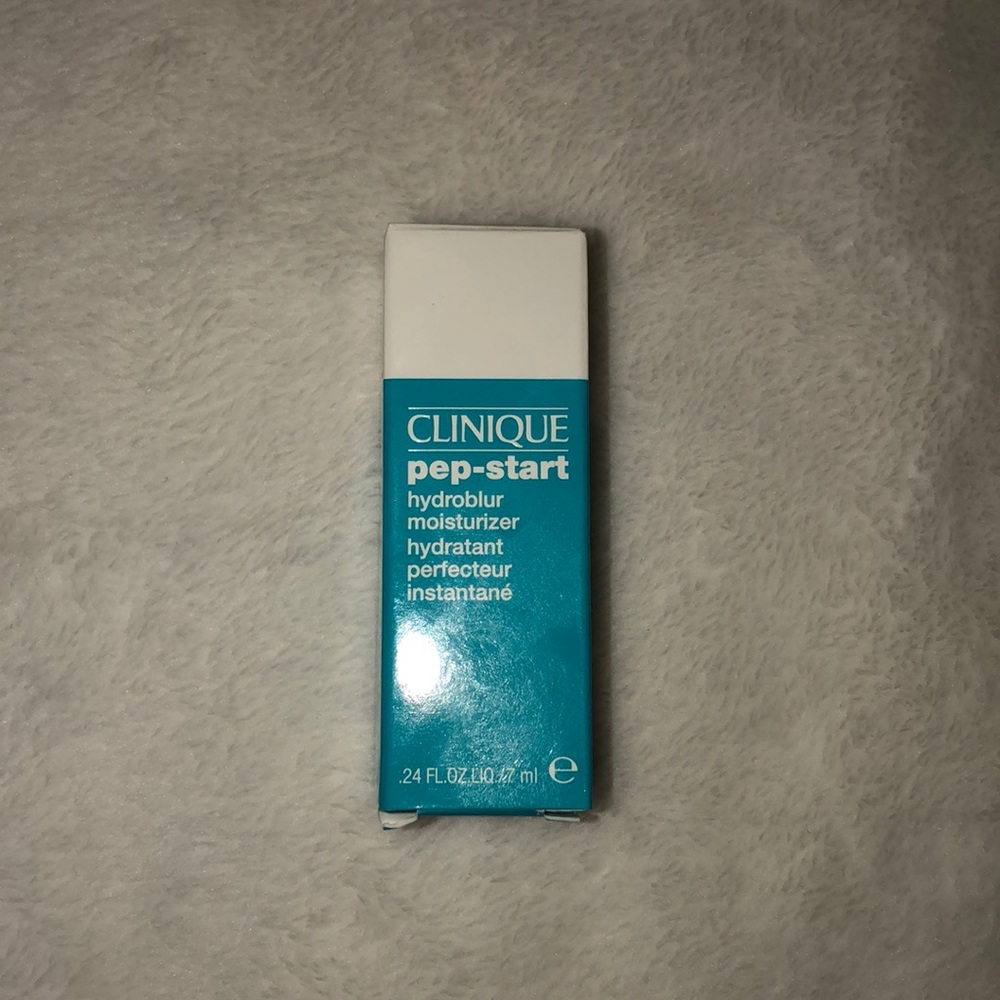 CLINIQUE
pep-start
hydroblur
moisturizer
hydratant
perfecteur
instantané
.24 FL.OZ.LIQ./7 ml e